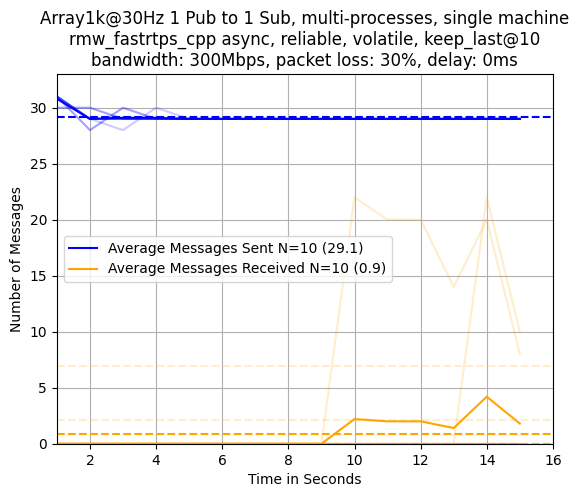 Array1k@30Hz 1 Pub to 1 Sub, multi-processes, single machine
rmw_fastrtps_cpp async, reliable, volatile, keep_last@10
bandwidth: 300Mbps, packet loss: 30%, delay: 0ms
30
25
20
15
10
5
0
Number of Messages
Average Messages Sent N=10 (29.1)
Average Messages Received N=10 (0.9)
2 4 6 8 10 12 14 16
Time in Seconds